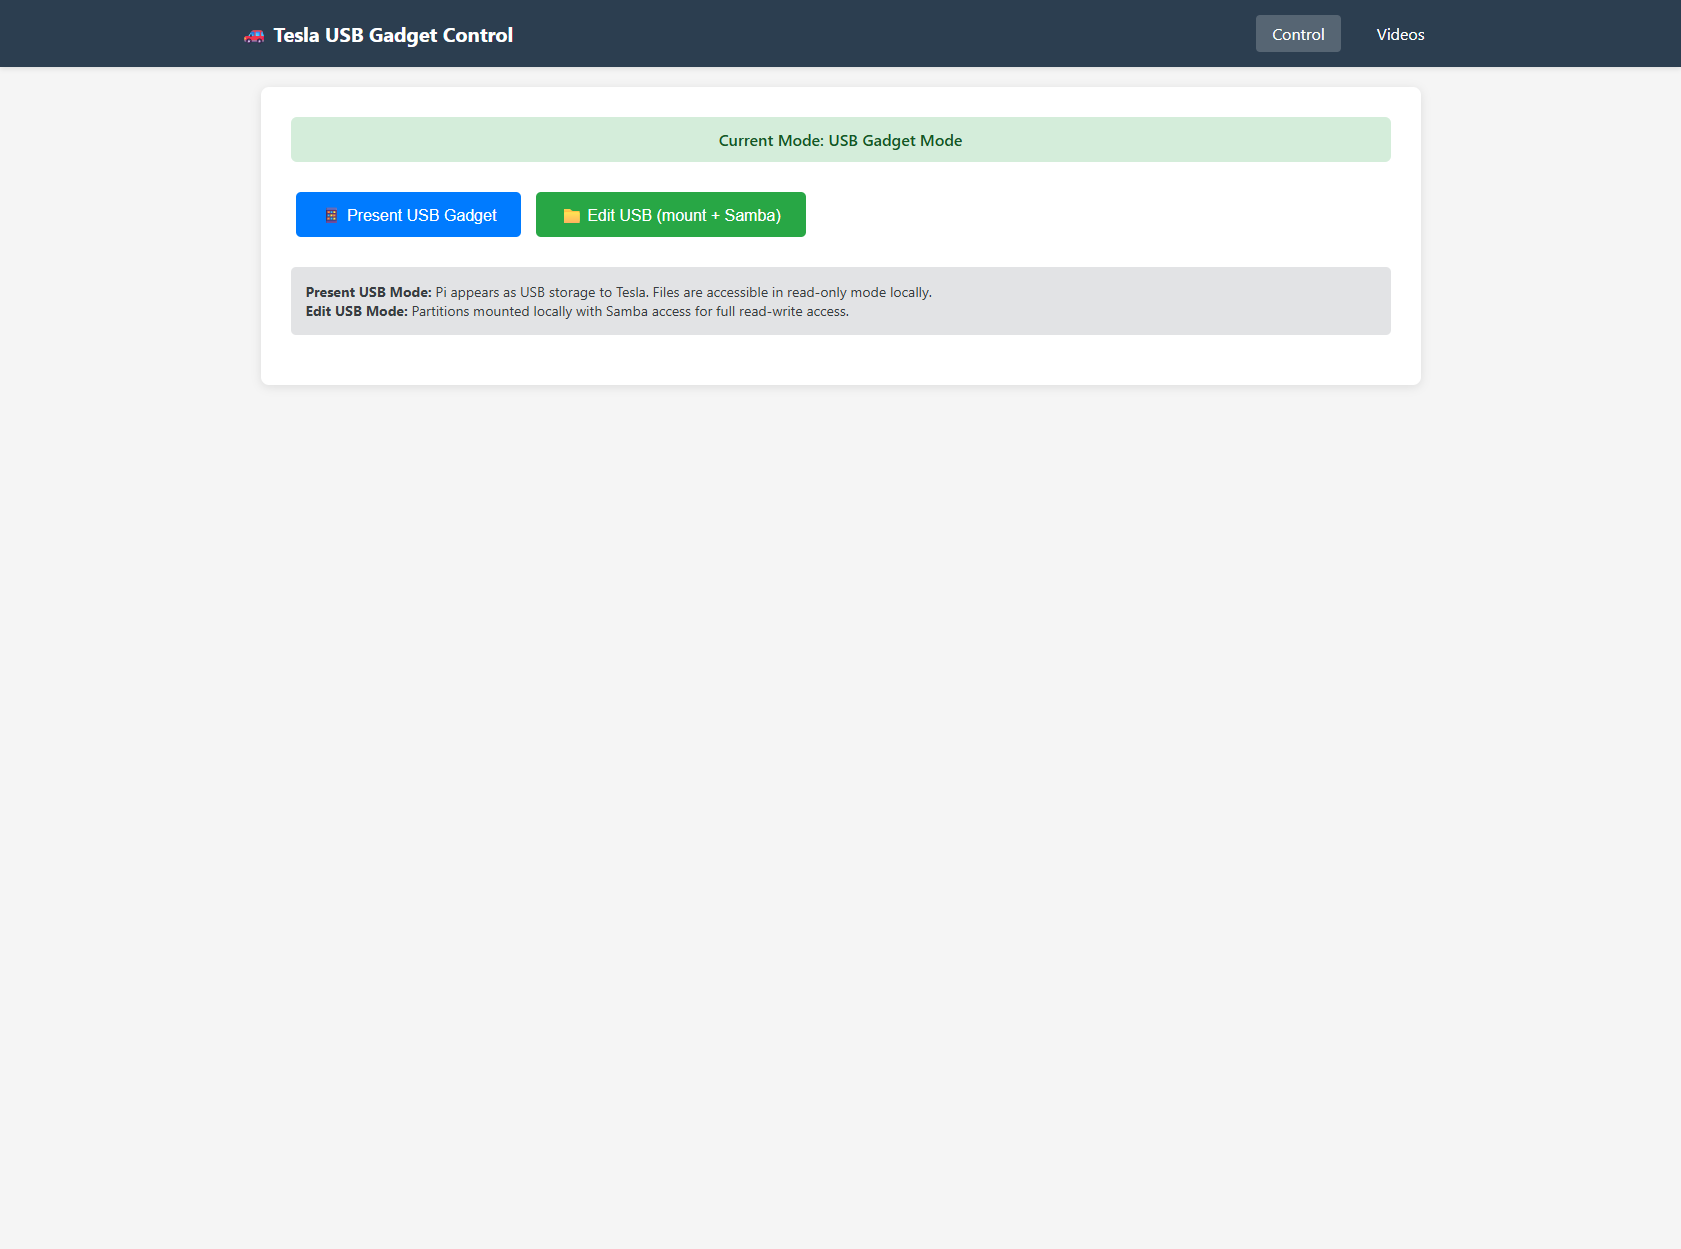 Tesla USB Gadget Control
Control
Videos
Current Mode: USB Gadget Mode
Present USB Gadget
Edit USB (mount + Samba)
Present USB Mode: Pi appears as USB storage to Tesla. Files are accessible in read-only mode locally.
Edit USB Mode: Partitions mounted locally with Samba access for full read-write access.